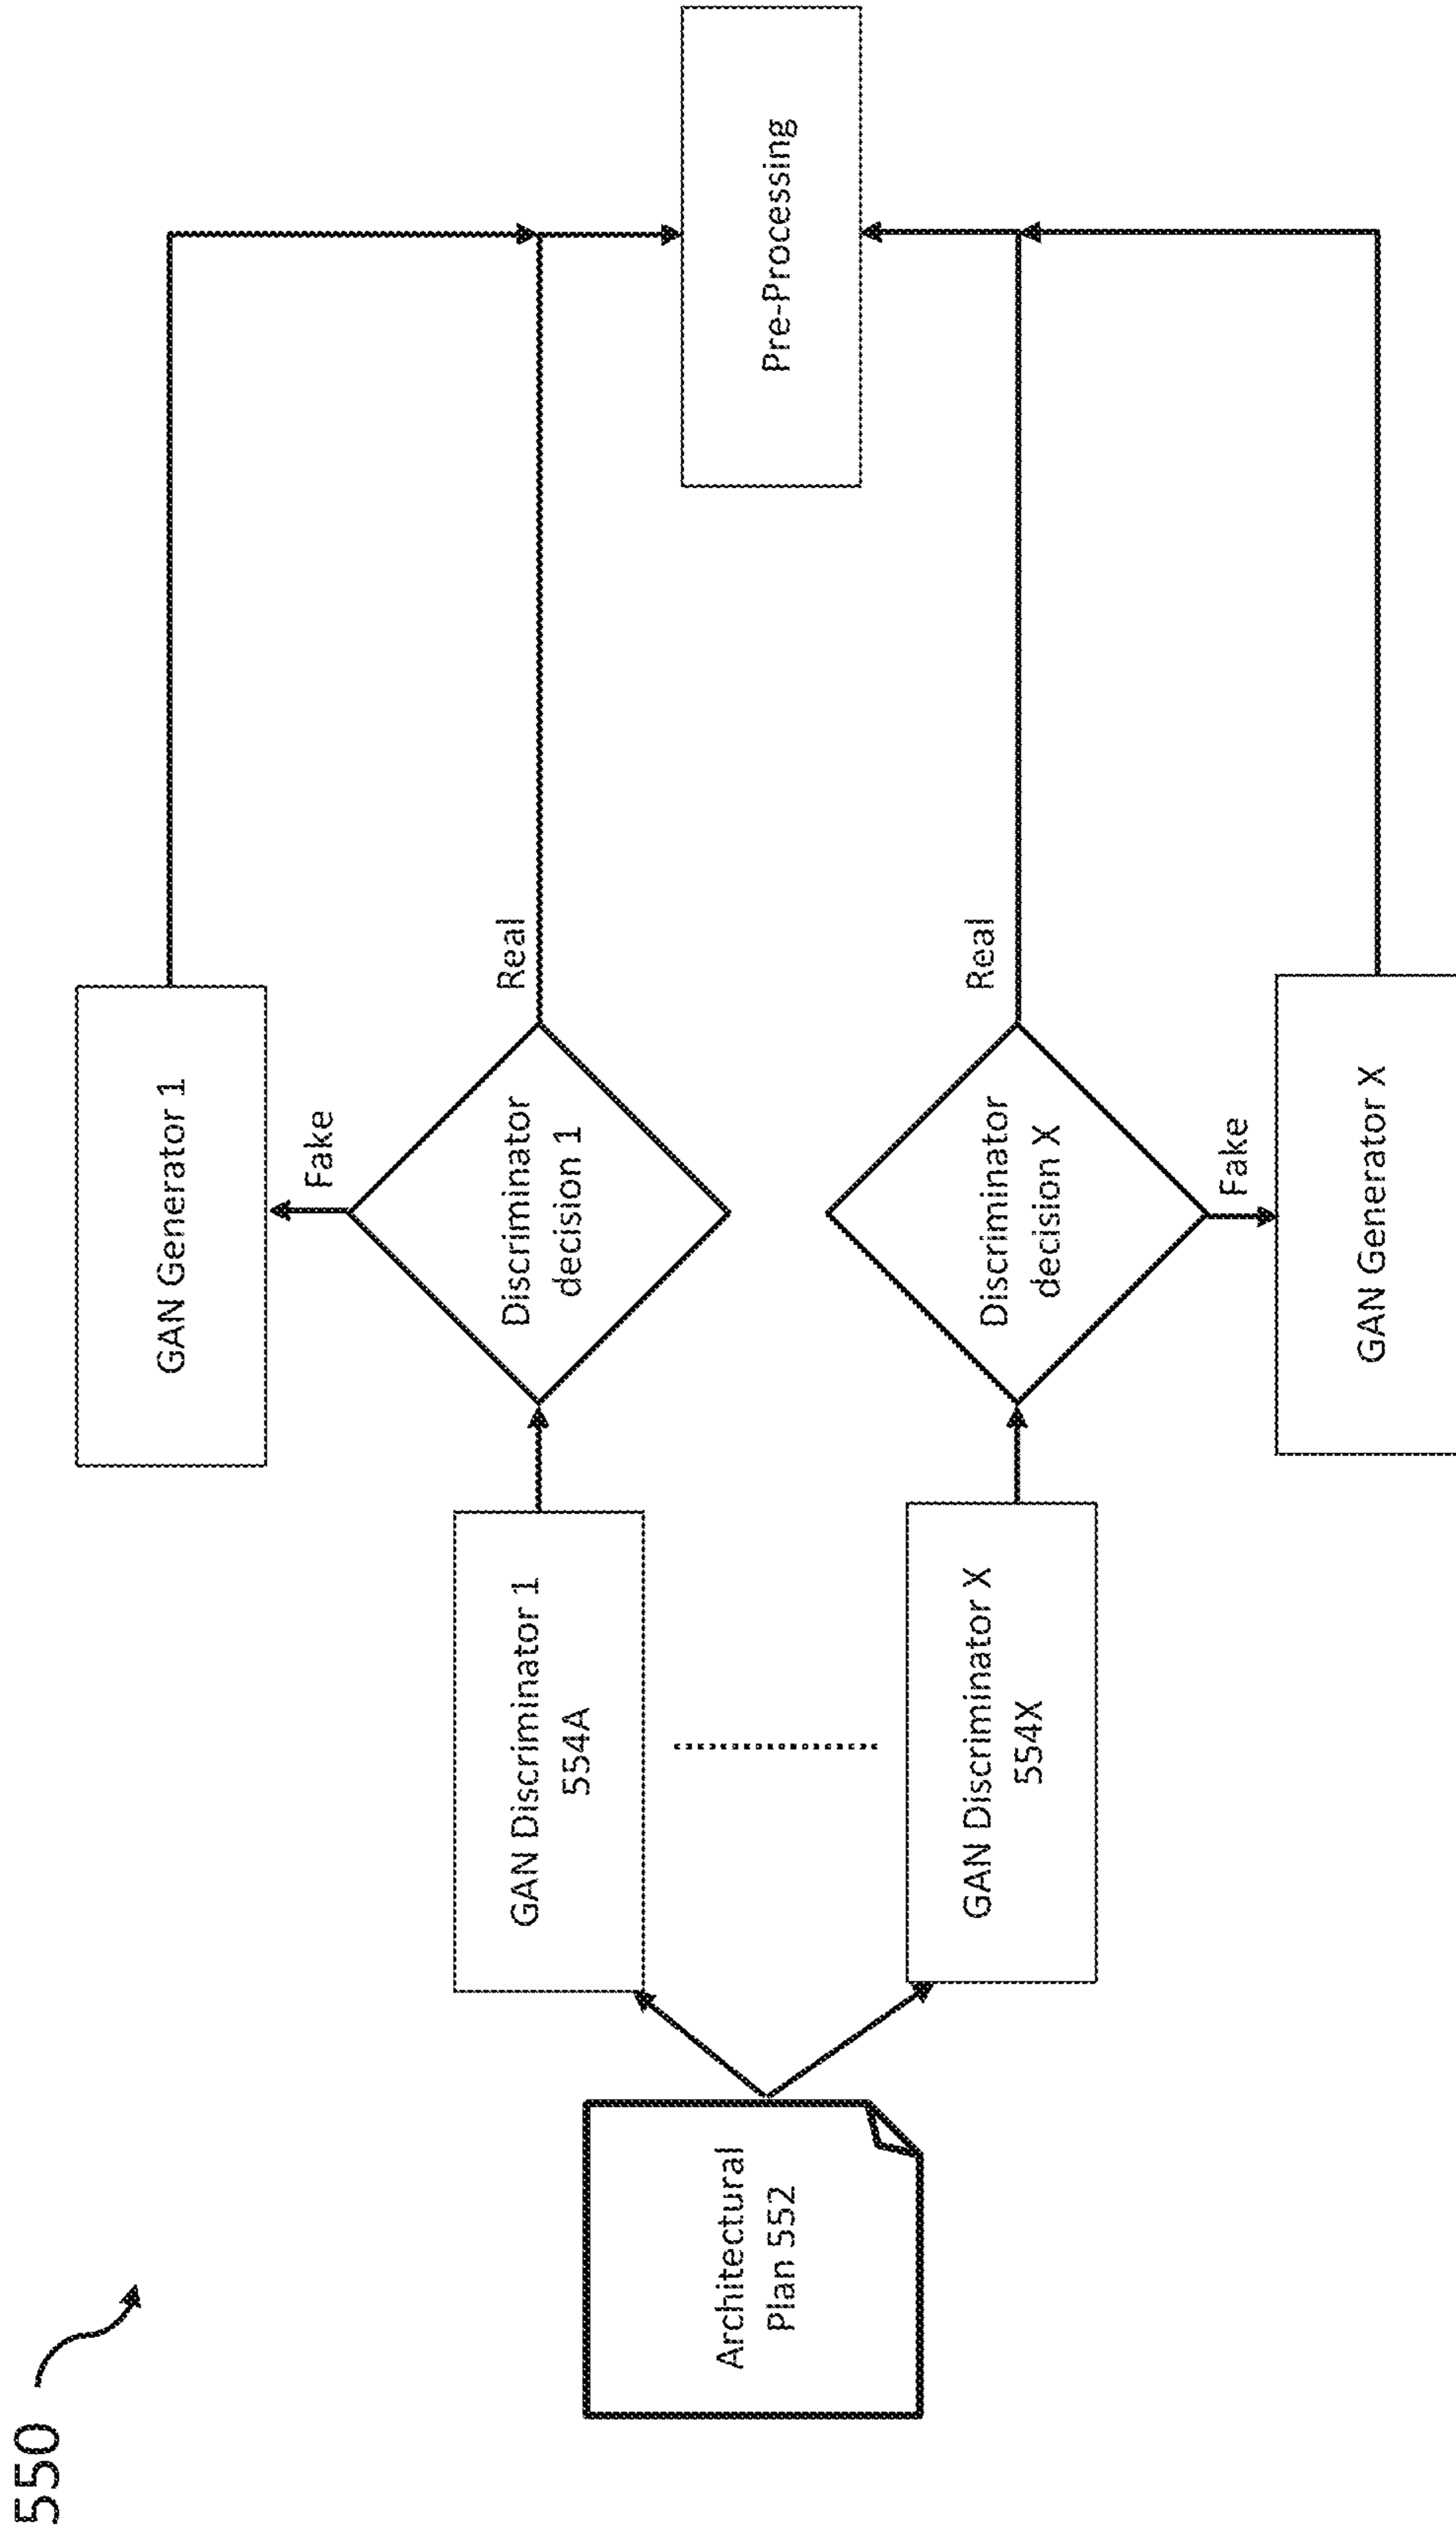 550
Architectural
Plan 552
GAN Discriminator 1
554A
GAN Discriminator X
554X
Discriminator
decision 1
Discriminator
decision X
Fake
Real
Real
Fake
GAN Generator 1
GAN Generator X
Pre-Processing